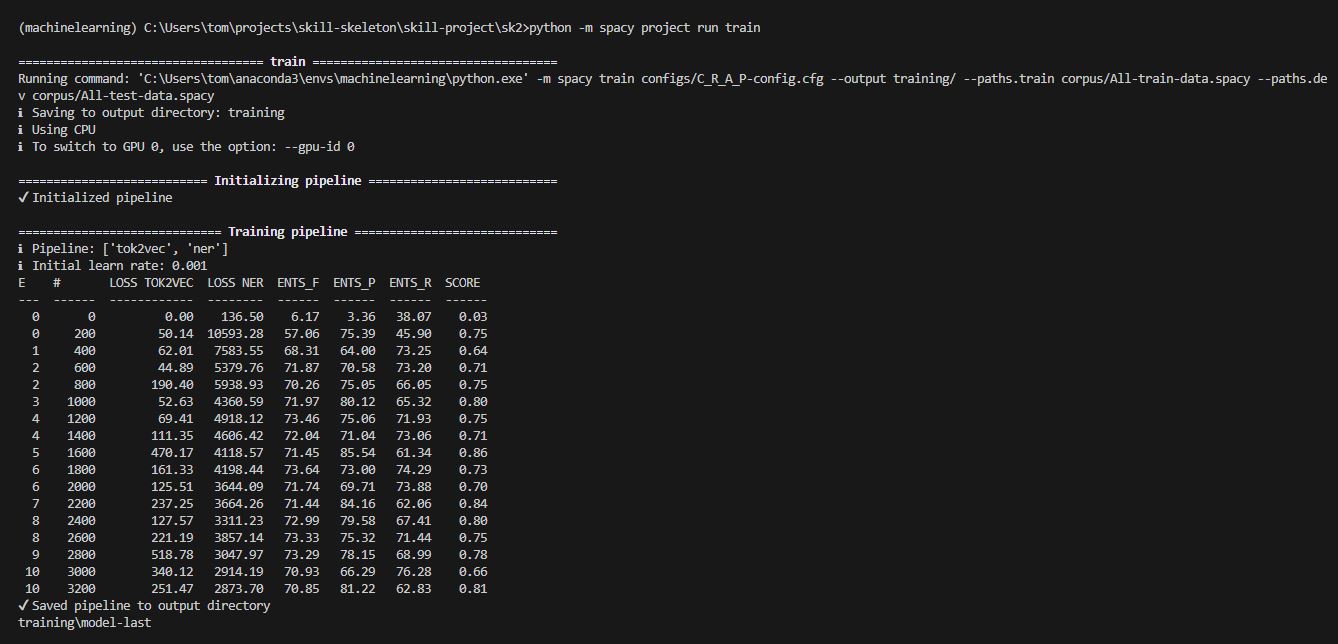 (machinelearning) C:\Users\tom\projects\skill-skeleton\skill-project\sk2>python -m spacy project run train
=================================== train ===================================
Running command: 'C:\Users\tom\anaconda3\envs\machinelearning\python.exe' -m spacy train configs/C_R_A_P-config.cfg --output training/ --paths.train corpus/All-train-data.spacy --paths.de
v corpus/All-test-data.spacy
ℹ Saving to output directory: training
ℹ Using CPU
ℹ To switch to GPU 0, use the option: --gpu-id 0
=========================== Initializing pipeline ===========================
✔ Initialized pipeline
============================= Training pipeline =============================
ℹ Pipeline: ['tok2vec', 'ner']
ℹ Initial learn rate: 0.001
E    #       LOSS TOK2VEC  LOSS NER  ENTS_F  ENTS_P  ENTS_R  SCORE
---  ------  ------------  --------  ------  ------  ------  ------
  0       0          0.00    136.50    6.17    3.36   38.07    0.03
  0     200         50.14  10593.28   57.06   75.39   45.90    0.75
  1     400         62.01   7583.55   68.31   64.00   73.25    0.64
  2     600         44.89   5379.76   71.87   70.58   73.20    0.71
  2     800        190.40   5938.93   70.26   75.05   66.05    0.75
  3    1000         52.63   4360.59   71.97   80.12   65.32    0.80
  4    1200         69.41   4918.12   73.46   75.06   71.93    0.75
  4    1400        111.35   4606.42   72.04   71.04   73.06    0.71
  5    1600        470.17   4118.57   71.45   85.54   61.34    0.86
  6    1800        161.33   4198.44   73.64   73.00   74.29    0.73
  6    2000        125.51   3644.09   71.74   69.71   73.88    0.70
  7    2200        237.25   3664.26   71.44   84.16   62.06    0.84
  8    2400        127.57   3311.23   72.99   79.58   67.41    0.80
  8    2600        221.19   3857.14   73.33   75.32   71.44    0.75
  9    2800        518.78   3047.97   73.29   78.15   68.99    0.78
 10    3000        340.12   2914.19   70.93   66.29   76.28    0.66
 10    3200        251.47   2873.70   70.85   81.22   62.83    0.81
✔ Saved pipeline to output directory
training\model-last